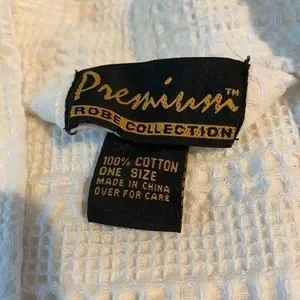 Premium™
ROBE COLLECTION
100% COTTON
ONE SIZE
MADE IN CHINA
OVER FOR CARE